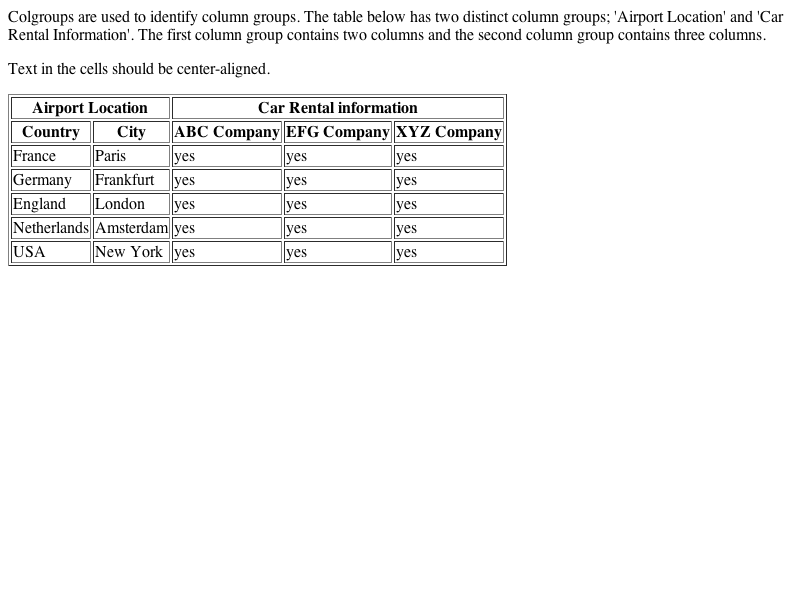 Colgroups are used to identify column groups. The table below has two distinct column groups; 'Airport Location' and 'Car
Rental Information'. The first column group contains two columns and the second column group contains three columns.
Text in the cells should be center-aligned.
Airport Location Car Rental information
Country City ABC Company EFG Company XYZ Company
France Paris yes yes yes
Germany Frankfurt yes yes yes
England London yes yes yes
Netherlands Amsterdam yes yes yes
USA New York yes yes yes